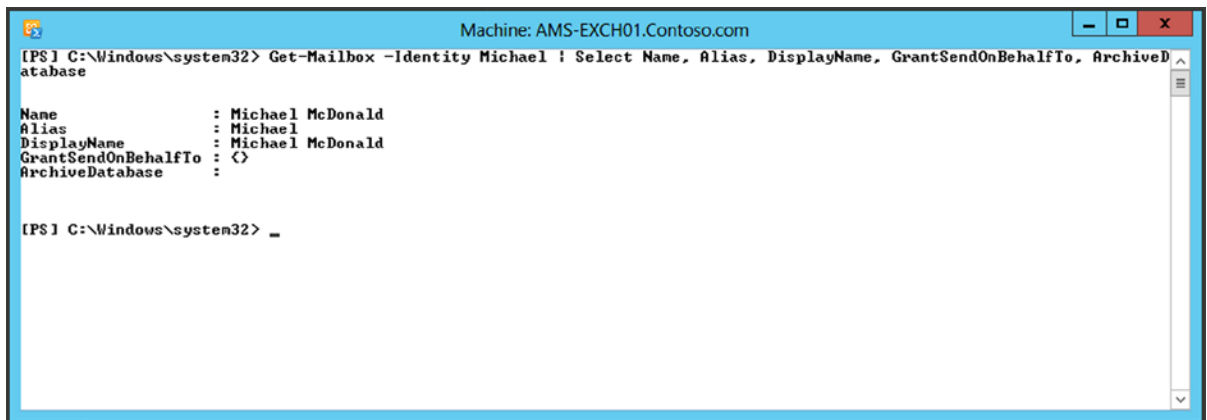 Machine: AMS-EXCH01.Contoso.com
[PS] C:\Windows\system32> Get-Mailbox -Identity Michael | Select Name, Alias, DisplayName, GrantSendOnBehalfTo, ArchiveD
atabase
Name : Michael McDonald
Alias : Michael
DisplayName : Michael McDonald
GrantSendOnBehalfTo : {}
ArchiveDatabase :
[PS] C:\Windows\system32> _